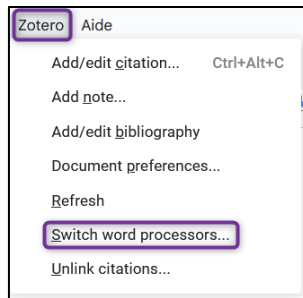 Zotero Aide
Add/edit citation... Ctrl+Alt+C
Add note...
Add/edit bibliography
Document preferences...
Refresh
Switch word processors...
Unlink citations...